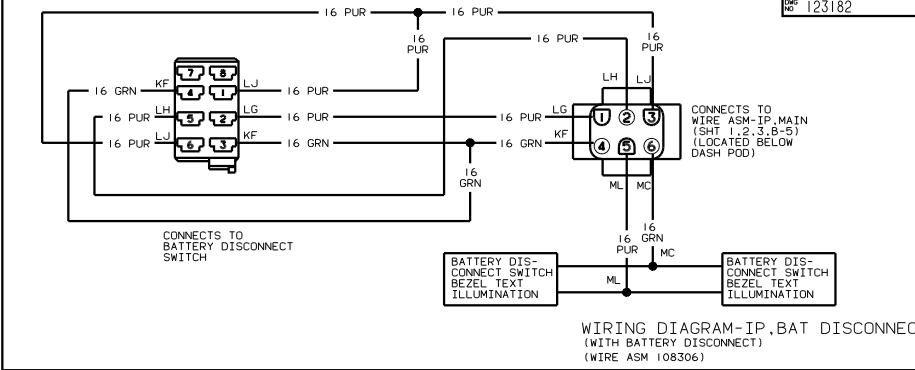 DWG NO 123182
16 PUR 16 PUR
16 PUR
16 PUR
16 PUR
7 8
KF LJ
16 GRN 4 1 16 PUR
LH LJ
LH LG
16 PUR 5 2 16 PUR
16 PUR LG
1 2 3
LJ KF
16 PUR 6 3 16 GRN
16 GRN KF
4 5 6
CONNECTS TO
WIRE ASM-IP,MAIN
(SHT 1,2,3,B-5)
(LOCATED BELOW
DASH POD)
16 GRN
ML MC
CONNECTS TO
BATTERY DISCONNECT
SWITCH
16 PUR
16 GRN
MC
ML
BATTERY DIS-
CONNECT SWITCH
BEZEL TEXT
ILLUMINATION
BATTERY DIS-
CONNECT SWITCH
BEZEL TEXT
ILLUMINATION
WIRING DIAGRAM-IP,BAT DISCONNEC
(WITH BATTERY DISCONNECT)
(WIRE ASM 108306)